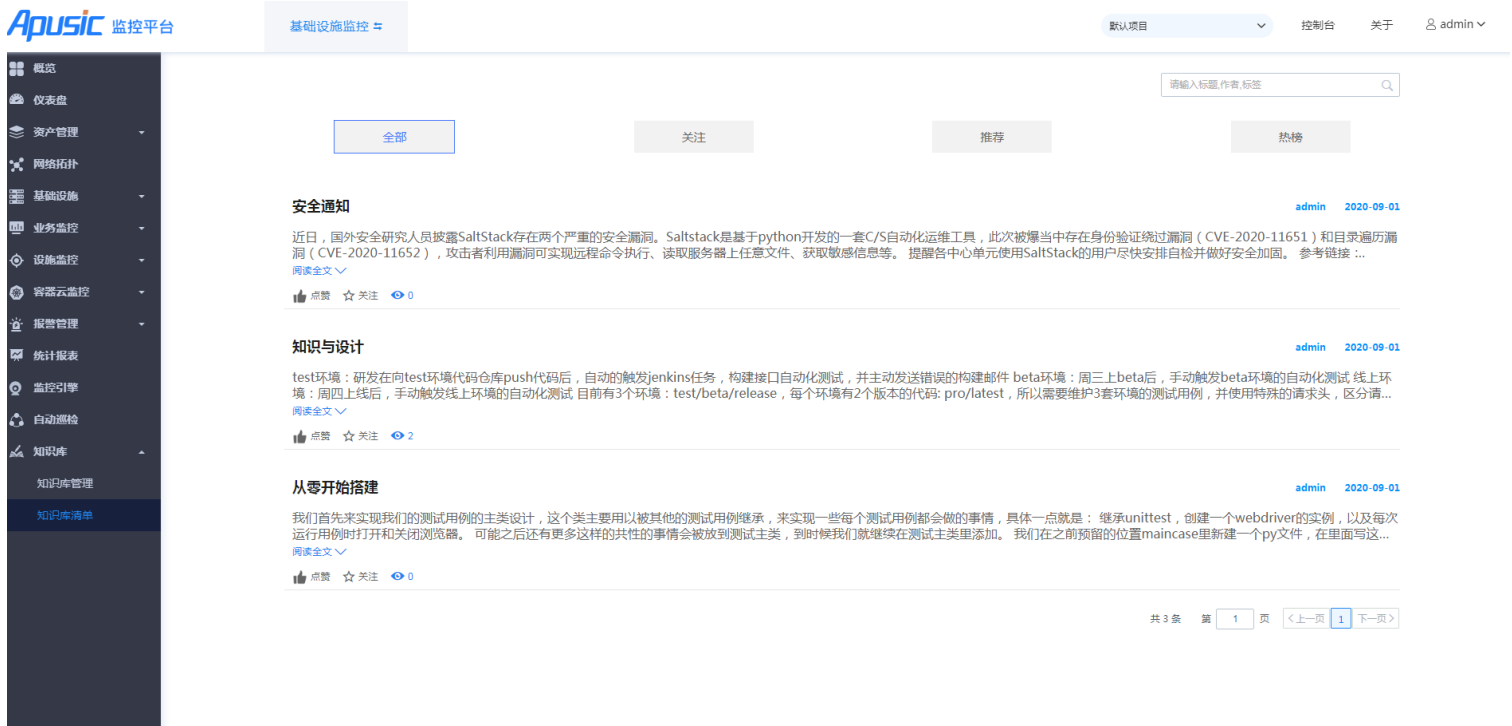 Apusic 监控平台
基础设施监控
默认项目
控制台
关于
admin
概览
仪表盘
资产管理
网络拓扑
基础设施
业务监控
设施监控
容器云监控
报警管理
统计报表
监控引擎
自动巡检
知识库
知识库管理
知识库清单
请输入标题,作者,标签
全部
关注
推荐
热榜
安全通知
admin 2020-09-01
近日，国外安全研究人员披露SaltStack存在两个严重的安全漏洞。Saltstack是基于python开发的一套C/S自动化运维工具，此次被爆当中存在身份验证绕过漏洞（CVE-2020-11651）和目录遍历漏
洞（CVE-2020-11652），攻击者利用漏洞可实现远程命令执行、读取服务器上任意文件、获取敏感信息等。 提醒各中心单元使用SaltStack的用户尽快安排自检并做好安全加固。 参考链接：...
阅读全文
点赞 关注 0
知识与设计
admin 2020-09-01
test环境：研发在向test环境代码仓库push代码后，自动的触发jenkins任务，构建接口自动化测试，并主动发送错误的构建邮件 beta环境：周三上beta后，手动触发beta环境的自动化测试 线上环
境：周四上线后，手动触发线上环境的自动化测试 目前有3个环境：test/beta/release，每个环境有2个版本的代码: pro/latest，所以需要维护3套环境的测试用例，并使用特殊的请求头，区分请...
阅读全文
点赞 关注 2
从零开始搭建
admin 2020-09-01
我们首先来实现我们的测试用例的主类设计，这个类主要用以被其他的测试用例继承，来实现一些每个测试用例都会做的事情，具体一点就是： 继承unittest，创建一个webdriver的实例，以及每次
运行用例时打开和关闭浏览器。 可能之后还有更多这样的共性的事情会被放到测试主类，到时候我们就继续在测试主类里添加。 我们在之前预留的位置maincase里新建一个py文件，在里面写这...
阅读全文
点赞 关注 0
共 3 条 第 1 页 <上一页 1 下一页>